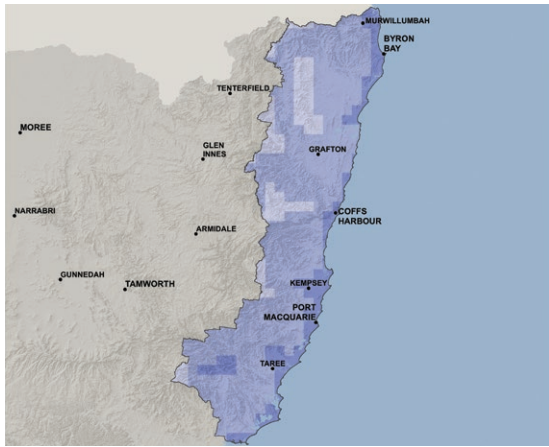 MURWILLUMBAH
BYRON
BAY
TENTERFIELD
MOREE
GLEN
INNES
GRAFTON
NARRABRI
COFFS
HARBOUR
ARMIDALE
GUNNEDAH
TAMWORTH
KEMPSEY
PORT
MACQUARIE
TAREE